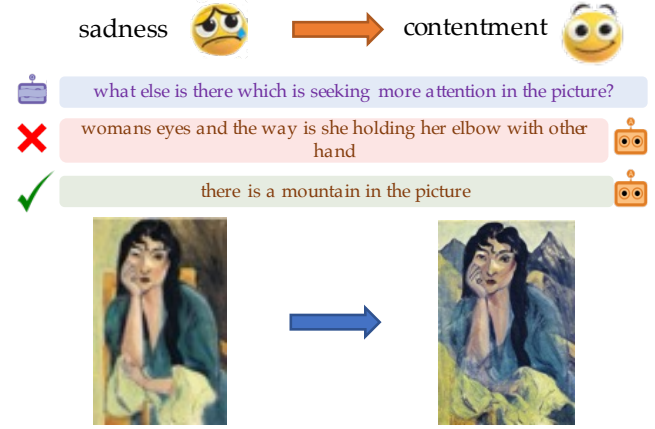 sadness
contentment
what else is there which is seeking more attention in the picture?
womans eyes and the way is she holding her elbow with other
hand
there is a mountain in the picture